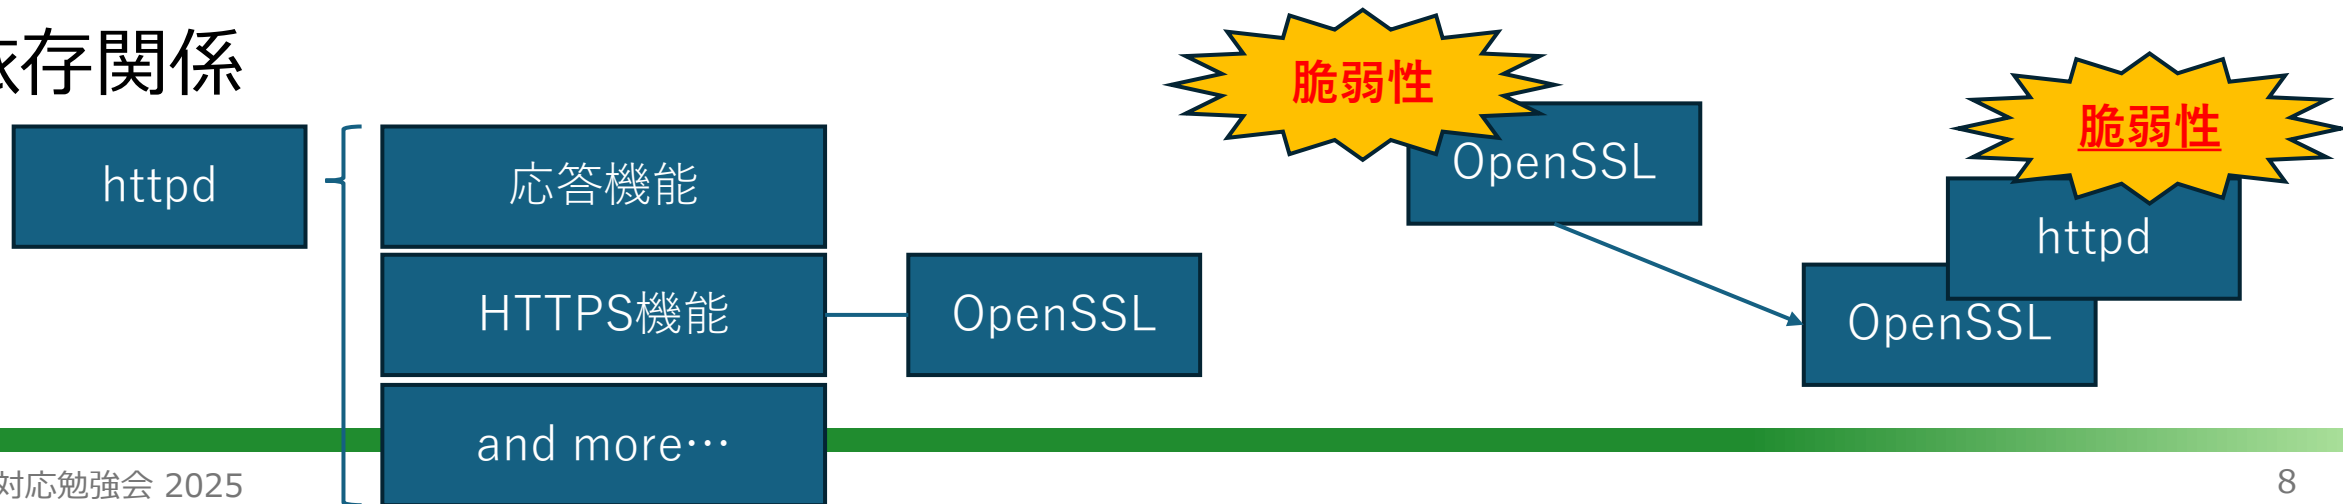 依存関係
httpd
応答機能
HTTPS機能
and more…
OpenSSL
脆弱性
OpenSSL
脆弱性
httpd
OpenSSL
対応勉強会 2025
8